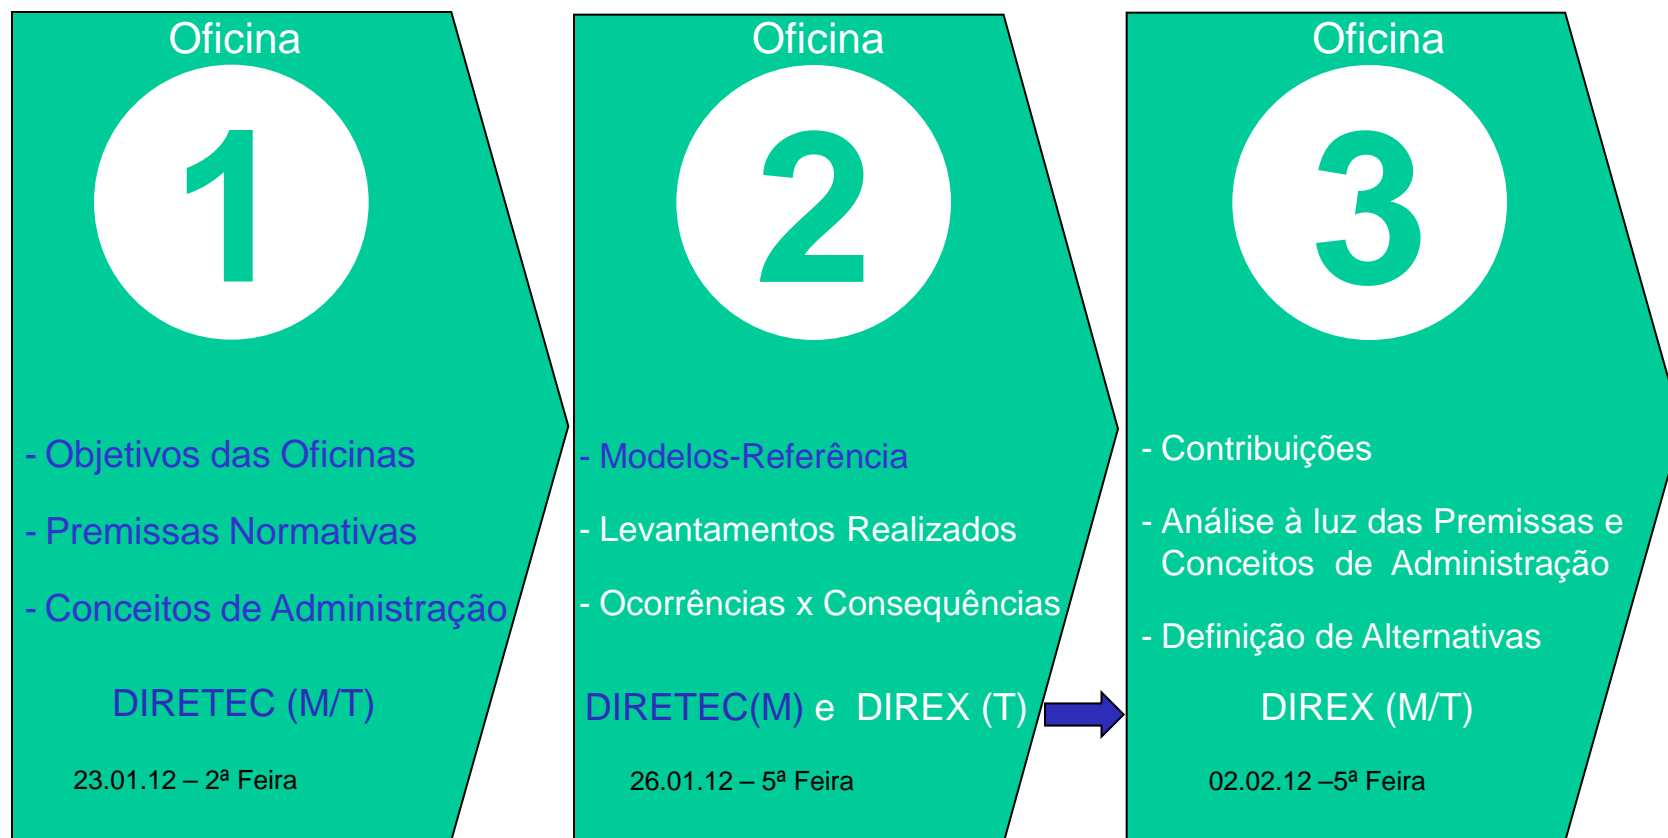 Oficina
1
- Objetivos das Oficinas
- Premissas Normativas
- Conceitos de Administração
DIRETEC (M/T)
23.01.12 – 2ª Feira
Oficina
2
- Modelos-Referência
- Levantamentos Realizados
- Ocorrências x Consequências
DIRETEC(M) e DIREX (T)
26.01.12 – 5ª Feira
Oficina
3
- Contribuições
- Análise à luz das Premissas e
Conceitos de Administração
- Definição de Alternativas
DIREX (M/T)
02.02.12 –5ª Feira